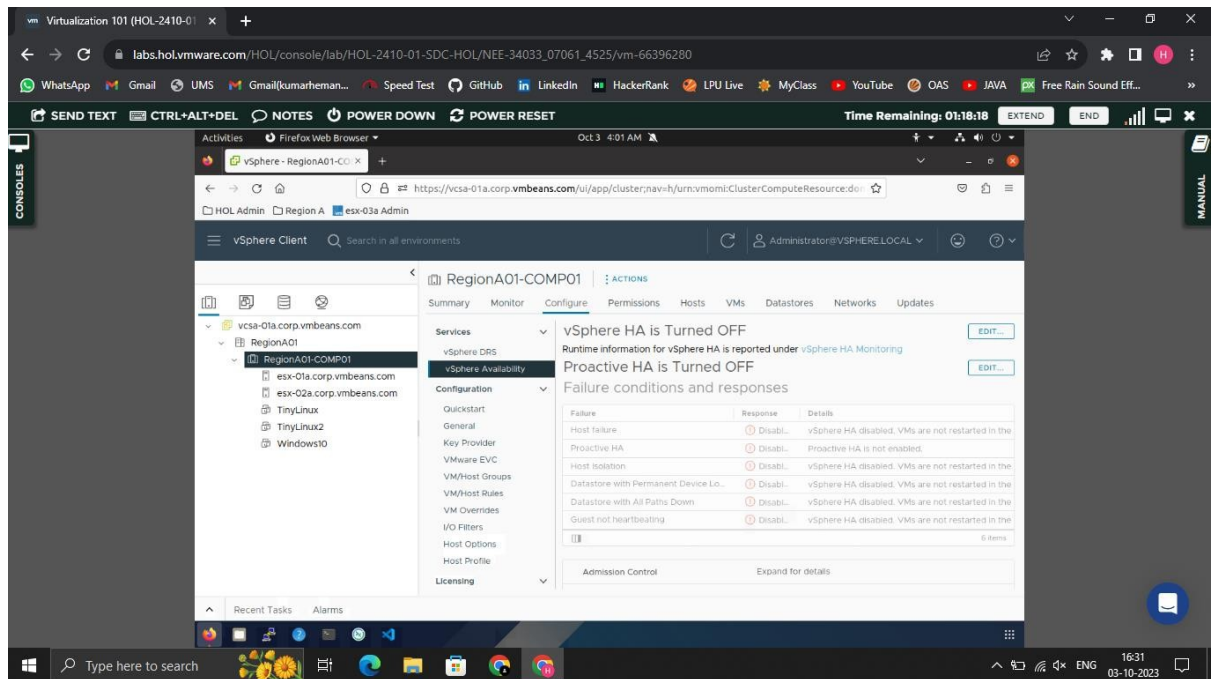 vm Virtualization 101 (HOL-2410-01 × +
labs.hol.vmware.com/HOL/console/lab/HOL-2410-01-SDC-HOL/NEE-34033_07061_4525/vm-66396280 H
WhatsApp Gmail UMS Gmail(kumarheman... Speed Test GitHub LinkedIn HackerRank LPU Live MyClass YouTube OAS JAVA Free Rain Sound Eff... »
SEND TEXT CTRL+ALT+DEL NOTES POWER DOWN POWER RESET Time Remaining: 01:18:18 EXTEND END
CONSOLES
MANUAL
Activities Firefox Web Browser Oct 3 4:01 AM
vSphere - RegionA01-CO × +
https://vcsa-01a.corp.vmbeans.com/ui/app/cluster;nav=h/urn:vmomi:ClusterComputeResource:dor
HOL Admin Region A esx-03a Admin
vSphere Client Search in all environments Administrator@VSPHERE.LOCAL
RegionA01-COMP01 ACTIONS
Summary Monitor Configure Permissions Hosts VMs Datastores Networks Updates
vcsa-01a.corp.vmbeans.com
RegionA01
RegionA01-COMP01
esx-01a.corp.vmbeans.com
esx-02a.corp.vmbeans.com
TinyLinux
TinyLinux2
Windows10
Services
vSphere DRS
vSphere Availability
Configuration
Quickstart
General
Key Provider
VMware EVC
VM/Host Groups
VM/Host Rules
VM Overrides
I/O Filters
Host Options
Host Profile
Licensing
vSphere HA is Turned OFF EDIT...
Runtime information for vSphere HA is reported under vSphere HA Monitoring
Proactive HA is Turned OFF EDIT...
Failure conditions and responses
Failure Response Details
Host failure Disabl... vSphere HA disabled. VMs are not restarted in the
Proactive HA Disabl... Proactive HA is not enabled.
Host Isolation Disabl... vSphere HA disabled. VMs are not restarted in the
Datastore with Permanent Device Lo... Disabl... vSphere HA disabled. VMs are not restarted in the
Datastore with All Paths Down Disabl... vSphere HA disabled. VMs are not restarted in the
Guest not heartbeating Disabl... vSphere HA disabled. VMs are not restarted in the
6 items
Admission Control Expand for details
Recent Tasks Alarms
Type here to search ENG 16:31
03-10-2023